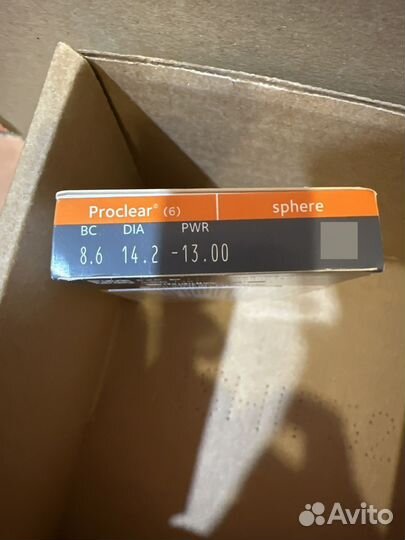 Proclear® (6) sphere
BC DIA PWR
8.6 14.2 -13.00
Avito